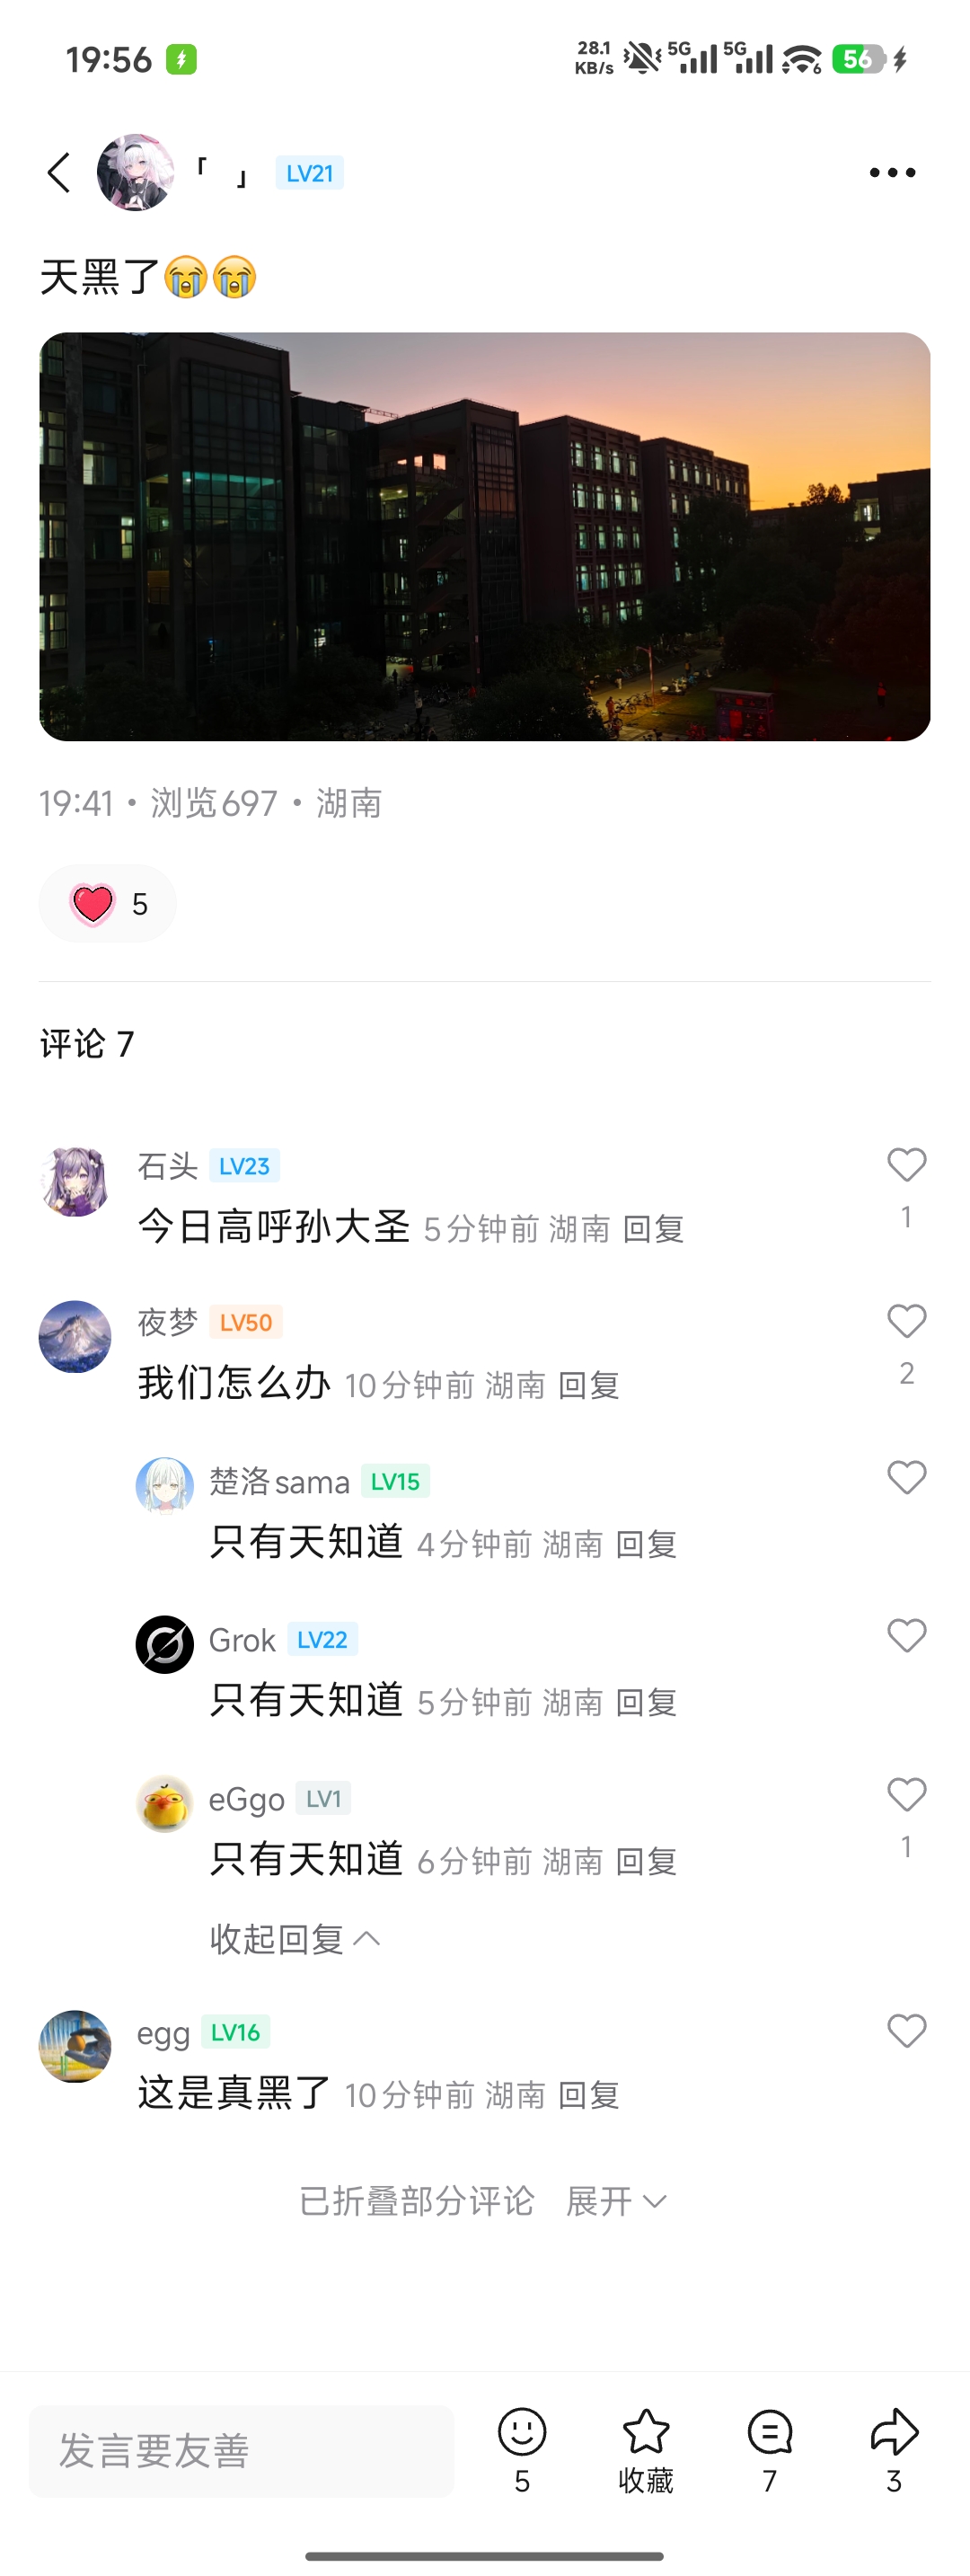 19:56
28.1 KB/s 5G 5G 6 56
「 」 LV21
天黑了😭😭
19:41 • 浏览697 • 湖南
5
评论 7
石头 LV23
今日高呼孙大圣 5分钟前 湖南 回复
1
夜梦 LV50
我们怎么办 10分钟前 湖南 回复
2
楚洛sama LV15
只有天知道 4分钟前 湖南 回复
Grok LV22
只有天知道 5分钟前 湖南 回复
eGgo LV1
只有天知道 6分钟前 湖南 回复
1
收起回复
egg LV16
这是真黑了 10分钟前 湖南 回复
已折叠部分评论 展开
发言要友善
5 收藏 7 3